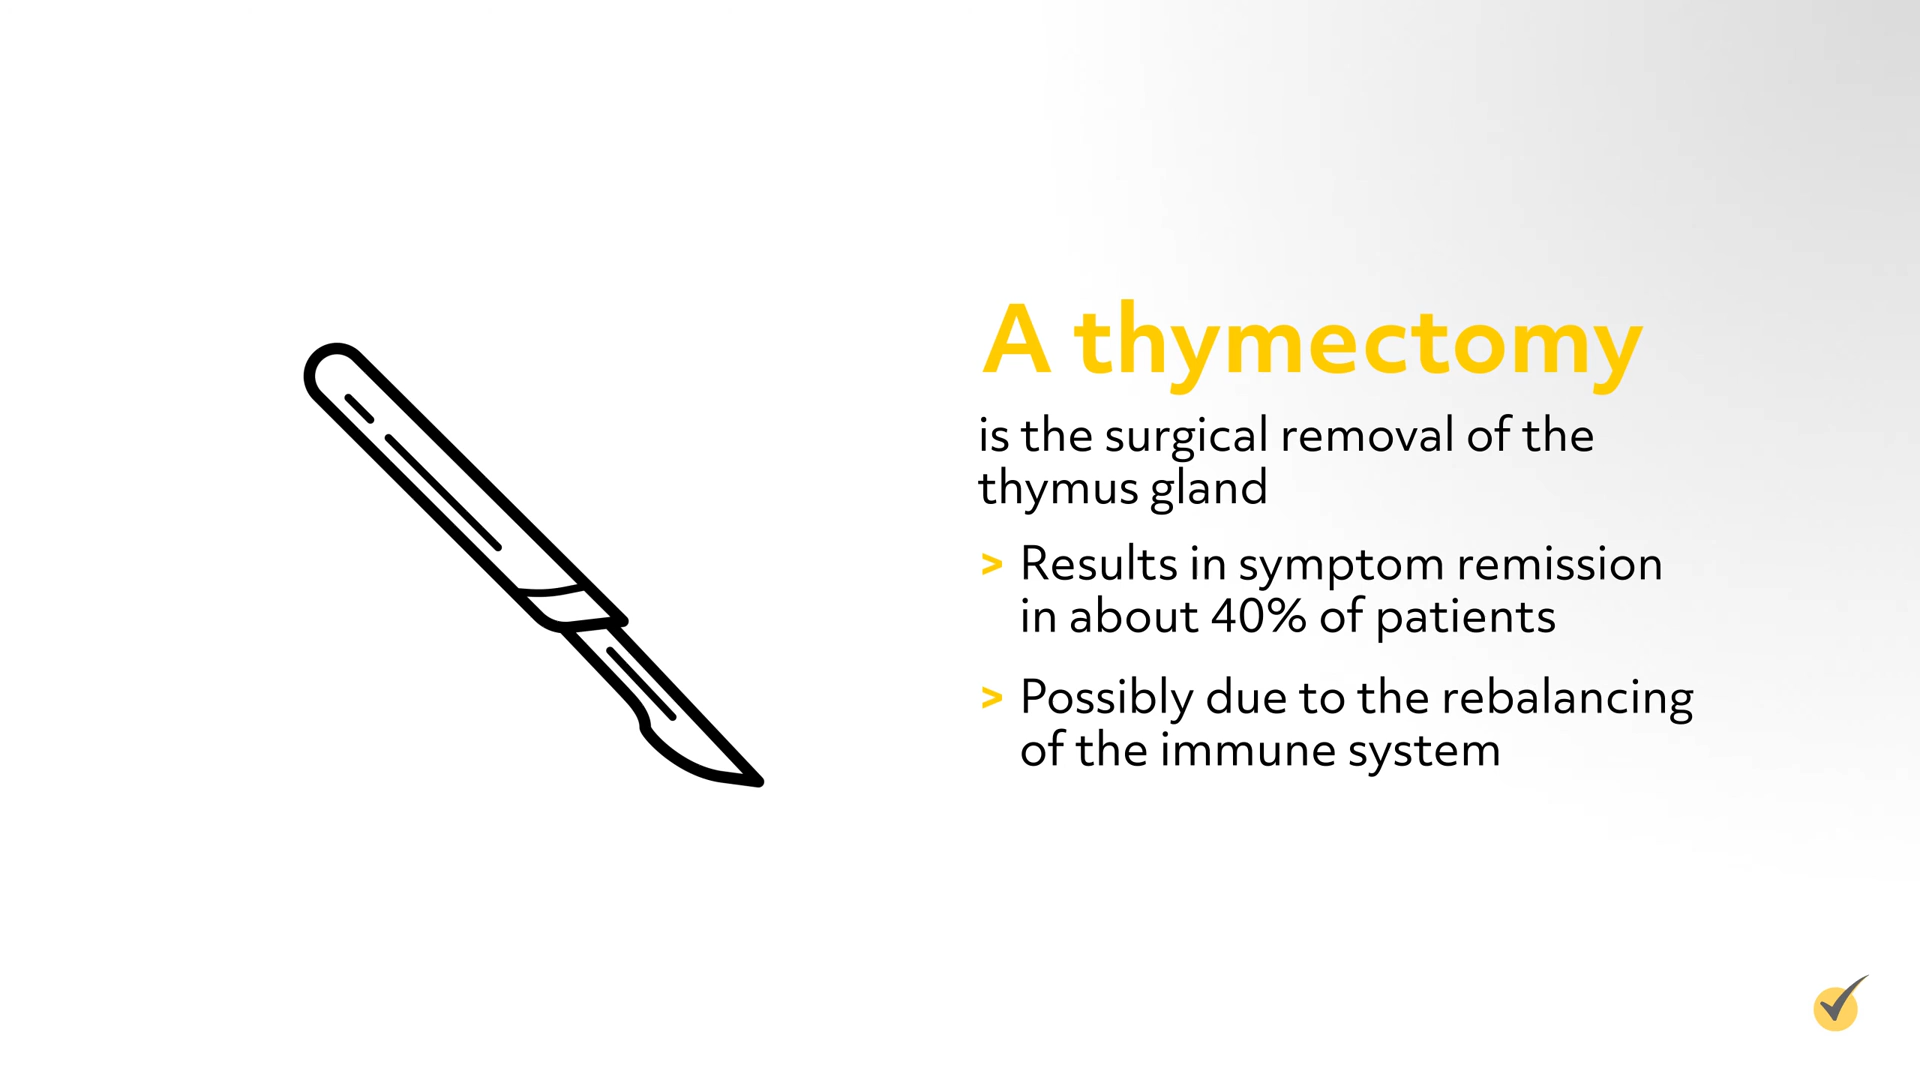 A thymectomy
is the surgical removal of the
thymus gland
> Results in symptom remission
in about 40% of patients
> Possibly due to the rebalancing
of the immune system